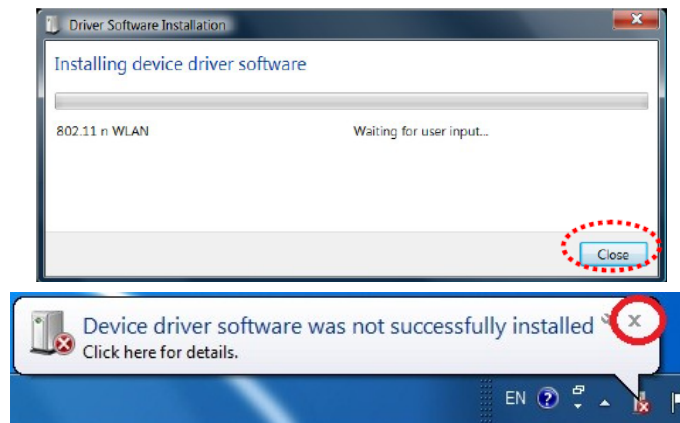 Driver Software Installation
Installing device driver software
802.11 n WLAN Waiting for user input...
Close
Device driver software was not successfully installed
Click here for details.
EN